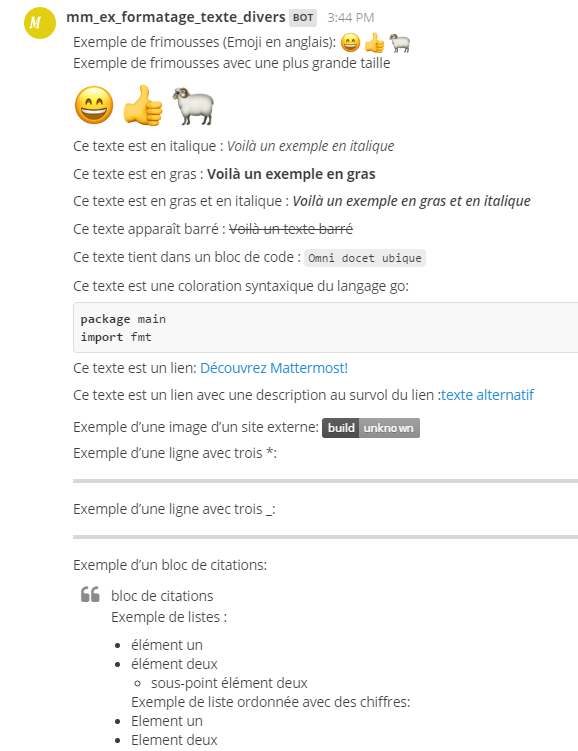 mm_ex_formatage_texte_divers BOT 3:44 PM
Exemple de frimousses (Emoji en anglais): 😄 👍 🐏
Exemple de frimousses avec une plus grande taille
😄 👍 🐏
Ce texte est en italique : Voilà un exemple en italique
Ce texte est en gras : Voilà un exemple en gras
Ce texte est en gras et en italique : Voilà un exemple en gras et en italique
Ce texte apparaît barré : Voilà un texte barré
Ce texte tient dans un bloc de code : Omni docet ubique
Ce texte est une coloration syntaxique du langage go:
package main
import fmt
Ce texte est un lien: Découvrez Mattermost!
Ce texte est un lien avec une description au survol du lien :texte alternatif
Exemple d’une image d’un site externe: build unknown
Exemple d’une ligne avec trois *:
Exemple d’une ligne avec trois _:
Exemple d’un bloc de citations:
bloc de citations
Exemple de listes :
• élément un
• élément deux
◦ sous-point élément deux
Exemple de liste ordonnée avec des chiffres:
• Element un
• Element deux